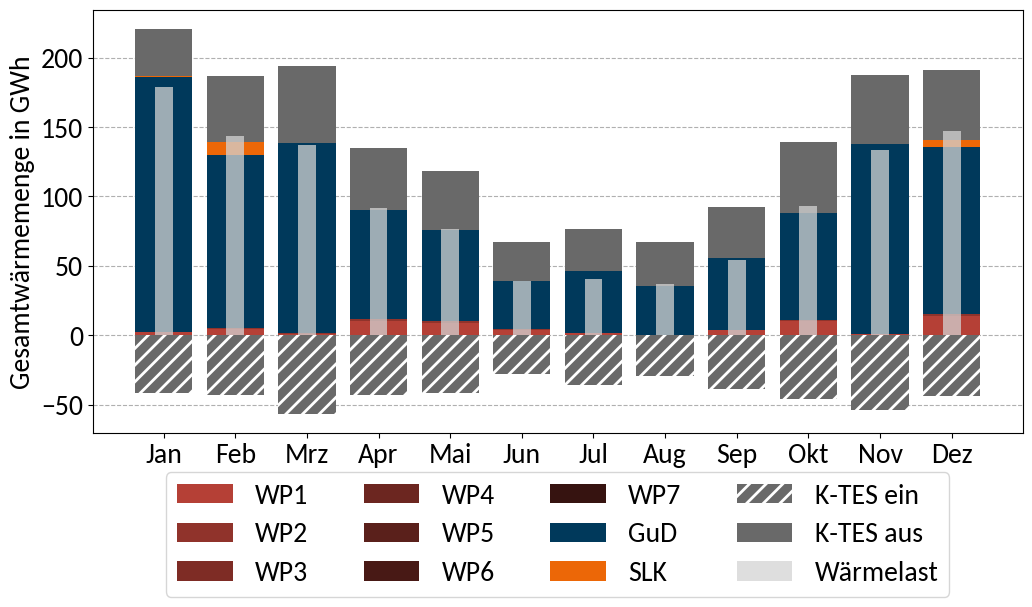 Gesamtwärmemenge in GWh
200
150
100
50
0
−50
Jan Feb Mrz Apr Mai Jun Jul Aug Sep Okt Nov Dez
WP1 WP4 WP7 K-TES ein
WP2 WP5 GuD K-TES aus
WP3 WP6 SLK Wärmelast